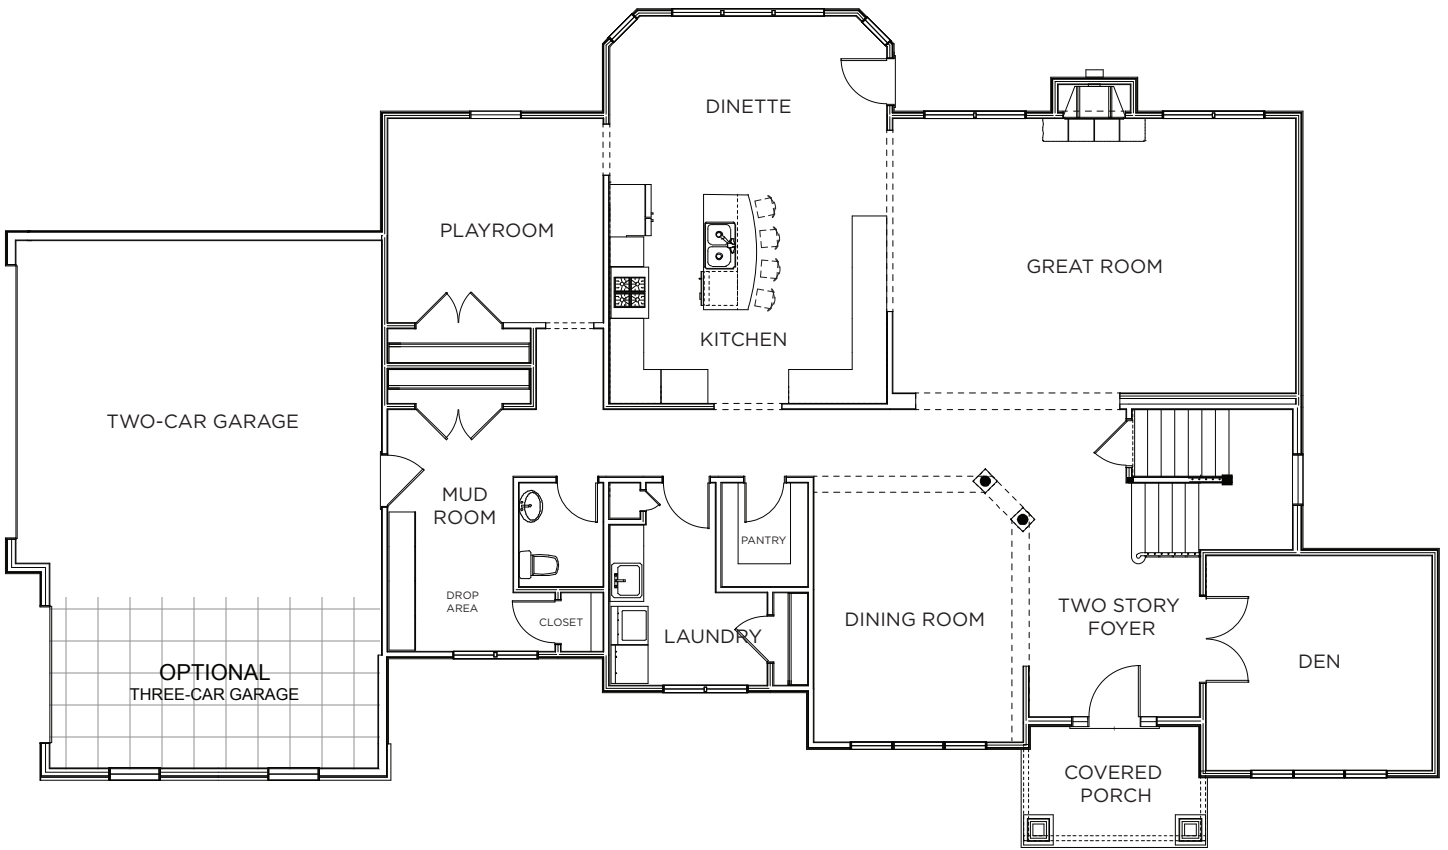 DINETTE
PLAYROOM
GREAT ROOM
KITCHEN
TWO-CAR GARAGE
MUD
ROOM
PANTRY
DROP
AREA
CLOSET
LAUNDRY
DINING ROOM
TWO STORY
FOYER
DEN
OPTIONAL
THREE-CAR GARAGE
COVERED
PORCH